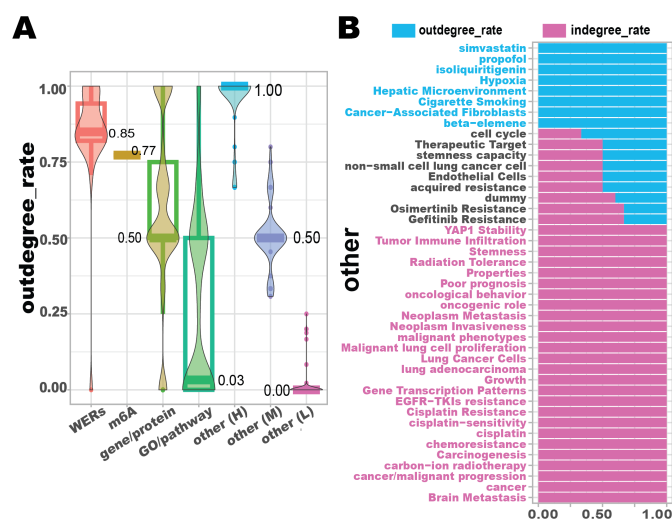 A
outdegree_rate
1.00
0.75
0.50
0.25
0.00
0.85
0.77
0.50
0.03
1.00
0.50
0.00
WERs
m6A
gene/protein
GO/pathway
other (H)
other (M)
other (L)
B
outdegree_rate
indegree_rate
other
simvastatin
propofol
isoliquiritigenin
Hypoxia
Hepatic Microenvironment
Cigarette Smoking
Cancer-Associated Fibroblasts
beta-elemene
cell cycle
Therapeutic Target
stemness capacity
non-small cell lung cancer cell
Endothelial Cells
acquired resistance
dummy
Osimertinib Resistance
Gefitinib Resistance
YAP1 Stability
Tumor Immune Infiltration
Stemness
Radiation Tolerance
Properties
Poor prognosis
oncological behavior
oncogenic role
Neoplasm Metastasis
Neoplasm Invasiveness
malignant phenotypes
Malignant lung cell proliferation
Lung Cancer Cells
lung adenocarcinoma
Growth
Gene Transcription Patterns
EGFR-TKIs resistance
Cisplatin Resistance
cisplatin-sensitivity
cisplatin
chemoresistance
Carcinogenesis
carbon-ion radiotherapy
cancer/malignant progression
cancer
Brain Metastasis
0.00
0.50
1.00